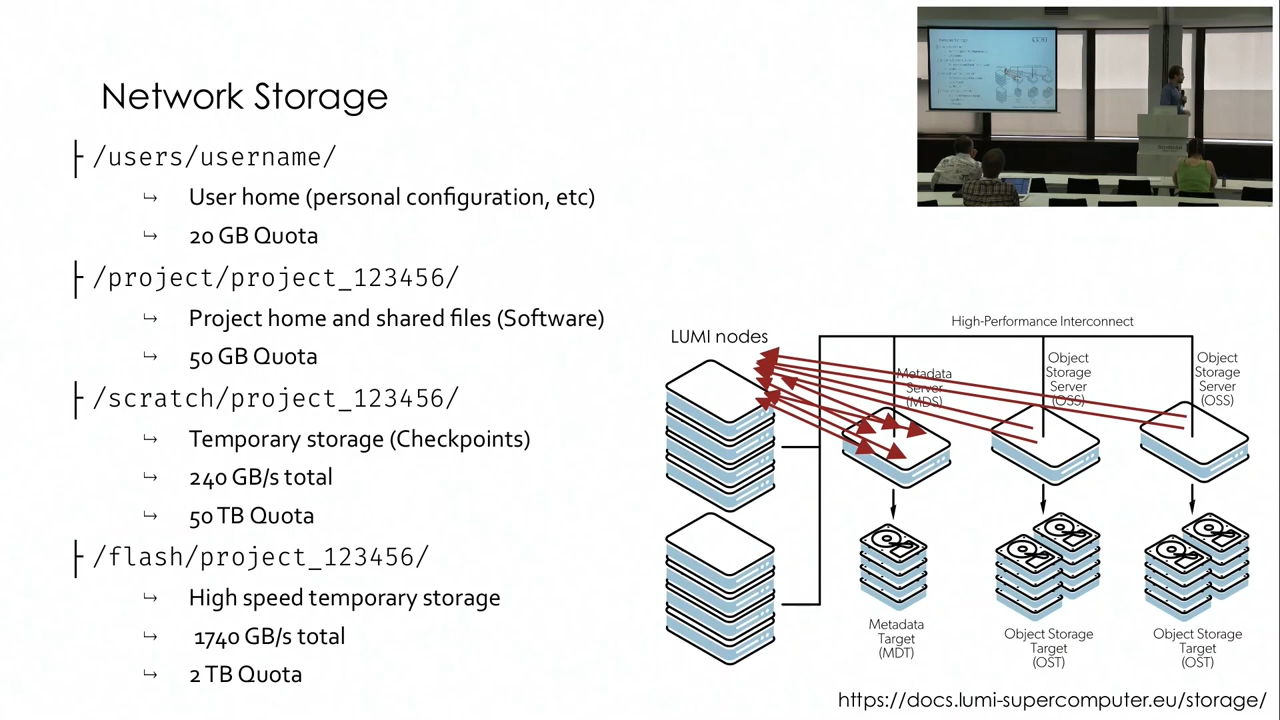 Network Storage
/users/username/
User home (personal configuration, etc)
20 GB Quota
/project/project_123456/
Project home and shared files (Software)
50 GB Quota
/scratch/project_123456/
Temporary storage (Checkpoints)
240 GB/s total
50 TB Quota
/flash/project_123456/
High speed temporary storage
1740 GB/s total
2 TB Quota
High-Performance Interconnect
LUMI nodes
Metadata
Server
(MDS)
Object
Storage
Server
(OSS)
Object
Storage
Server
(OSS)
Metadata
Target
(MDT)
Object Storage
Target
(OST)
Object Storage
Target
(OST)
https://docs.lumi-supercomputer.eu/storage/